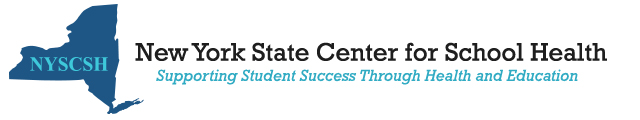 NYSCSH
New York State Center for School Health
Supporting Student Success Through Health and Education